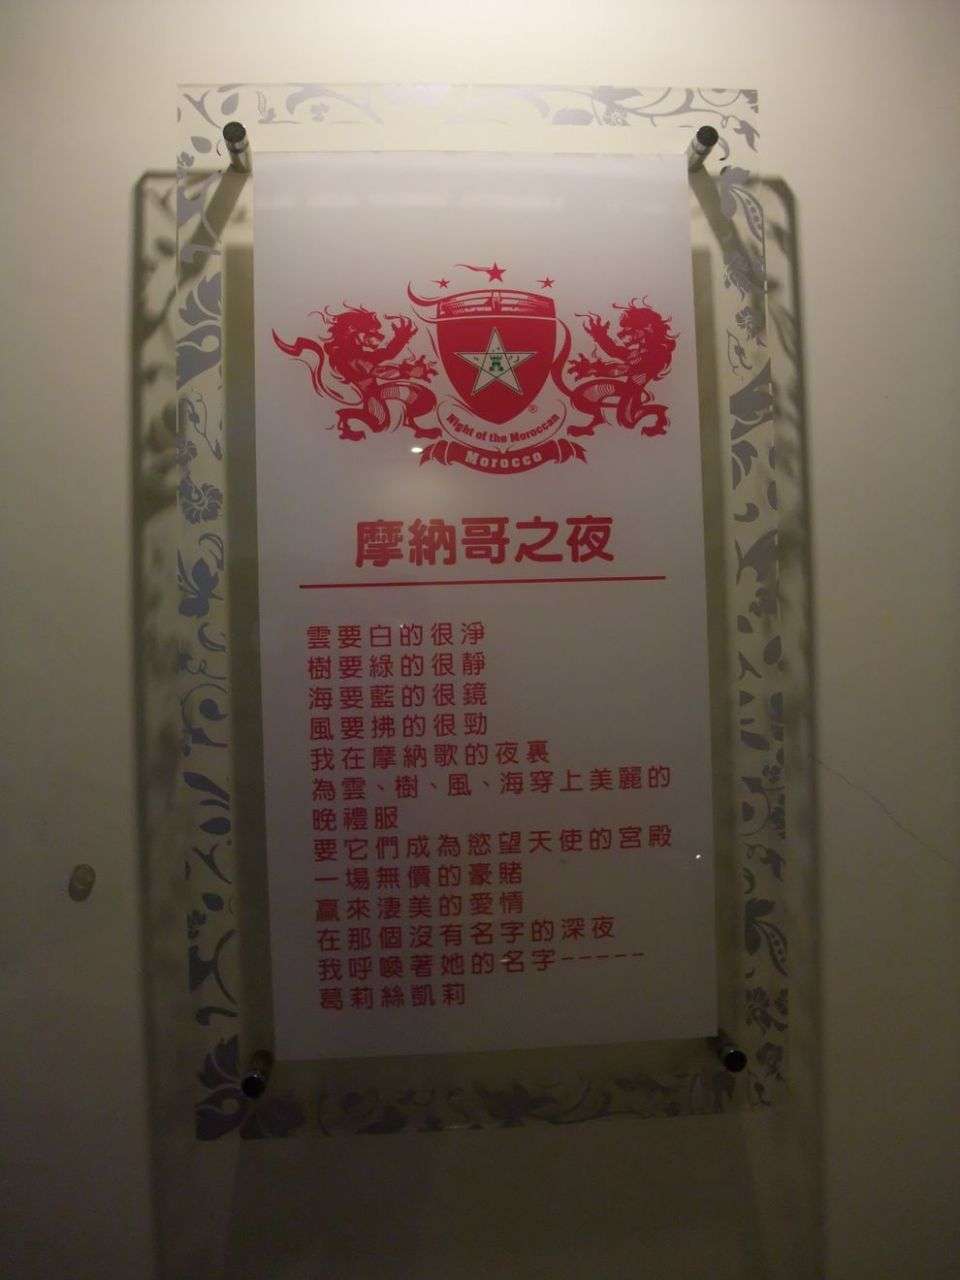 Night of the Moroccan
Morocco
摩納哥之夜
雲要白的很淨
樹要綠的很靜
海要藍的很鏡
風要拂的很勁
我在摩納歌的夜裏
為雲、樹、風、海穿上美麗的
晚禮服
要它們成為慾望天使的宮殿
一場無價的豪賭
贏來淒美的愛情
在那個沒有名字的深夜
我呼喚著她的名字-----
葛莉絲凱莉